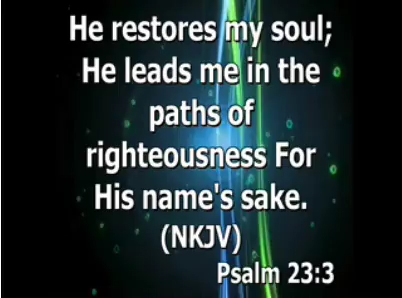 He restores my soul;
He leads me in the
paths of
righteousness For
His name's sake.
(NKJV)
Psalm 23:3